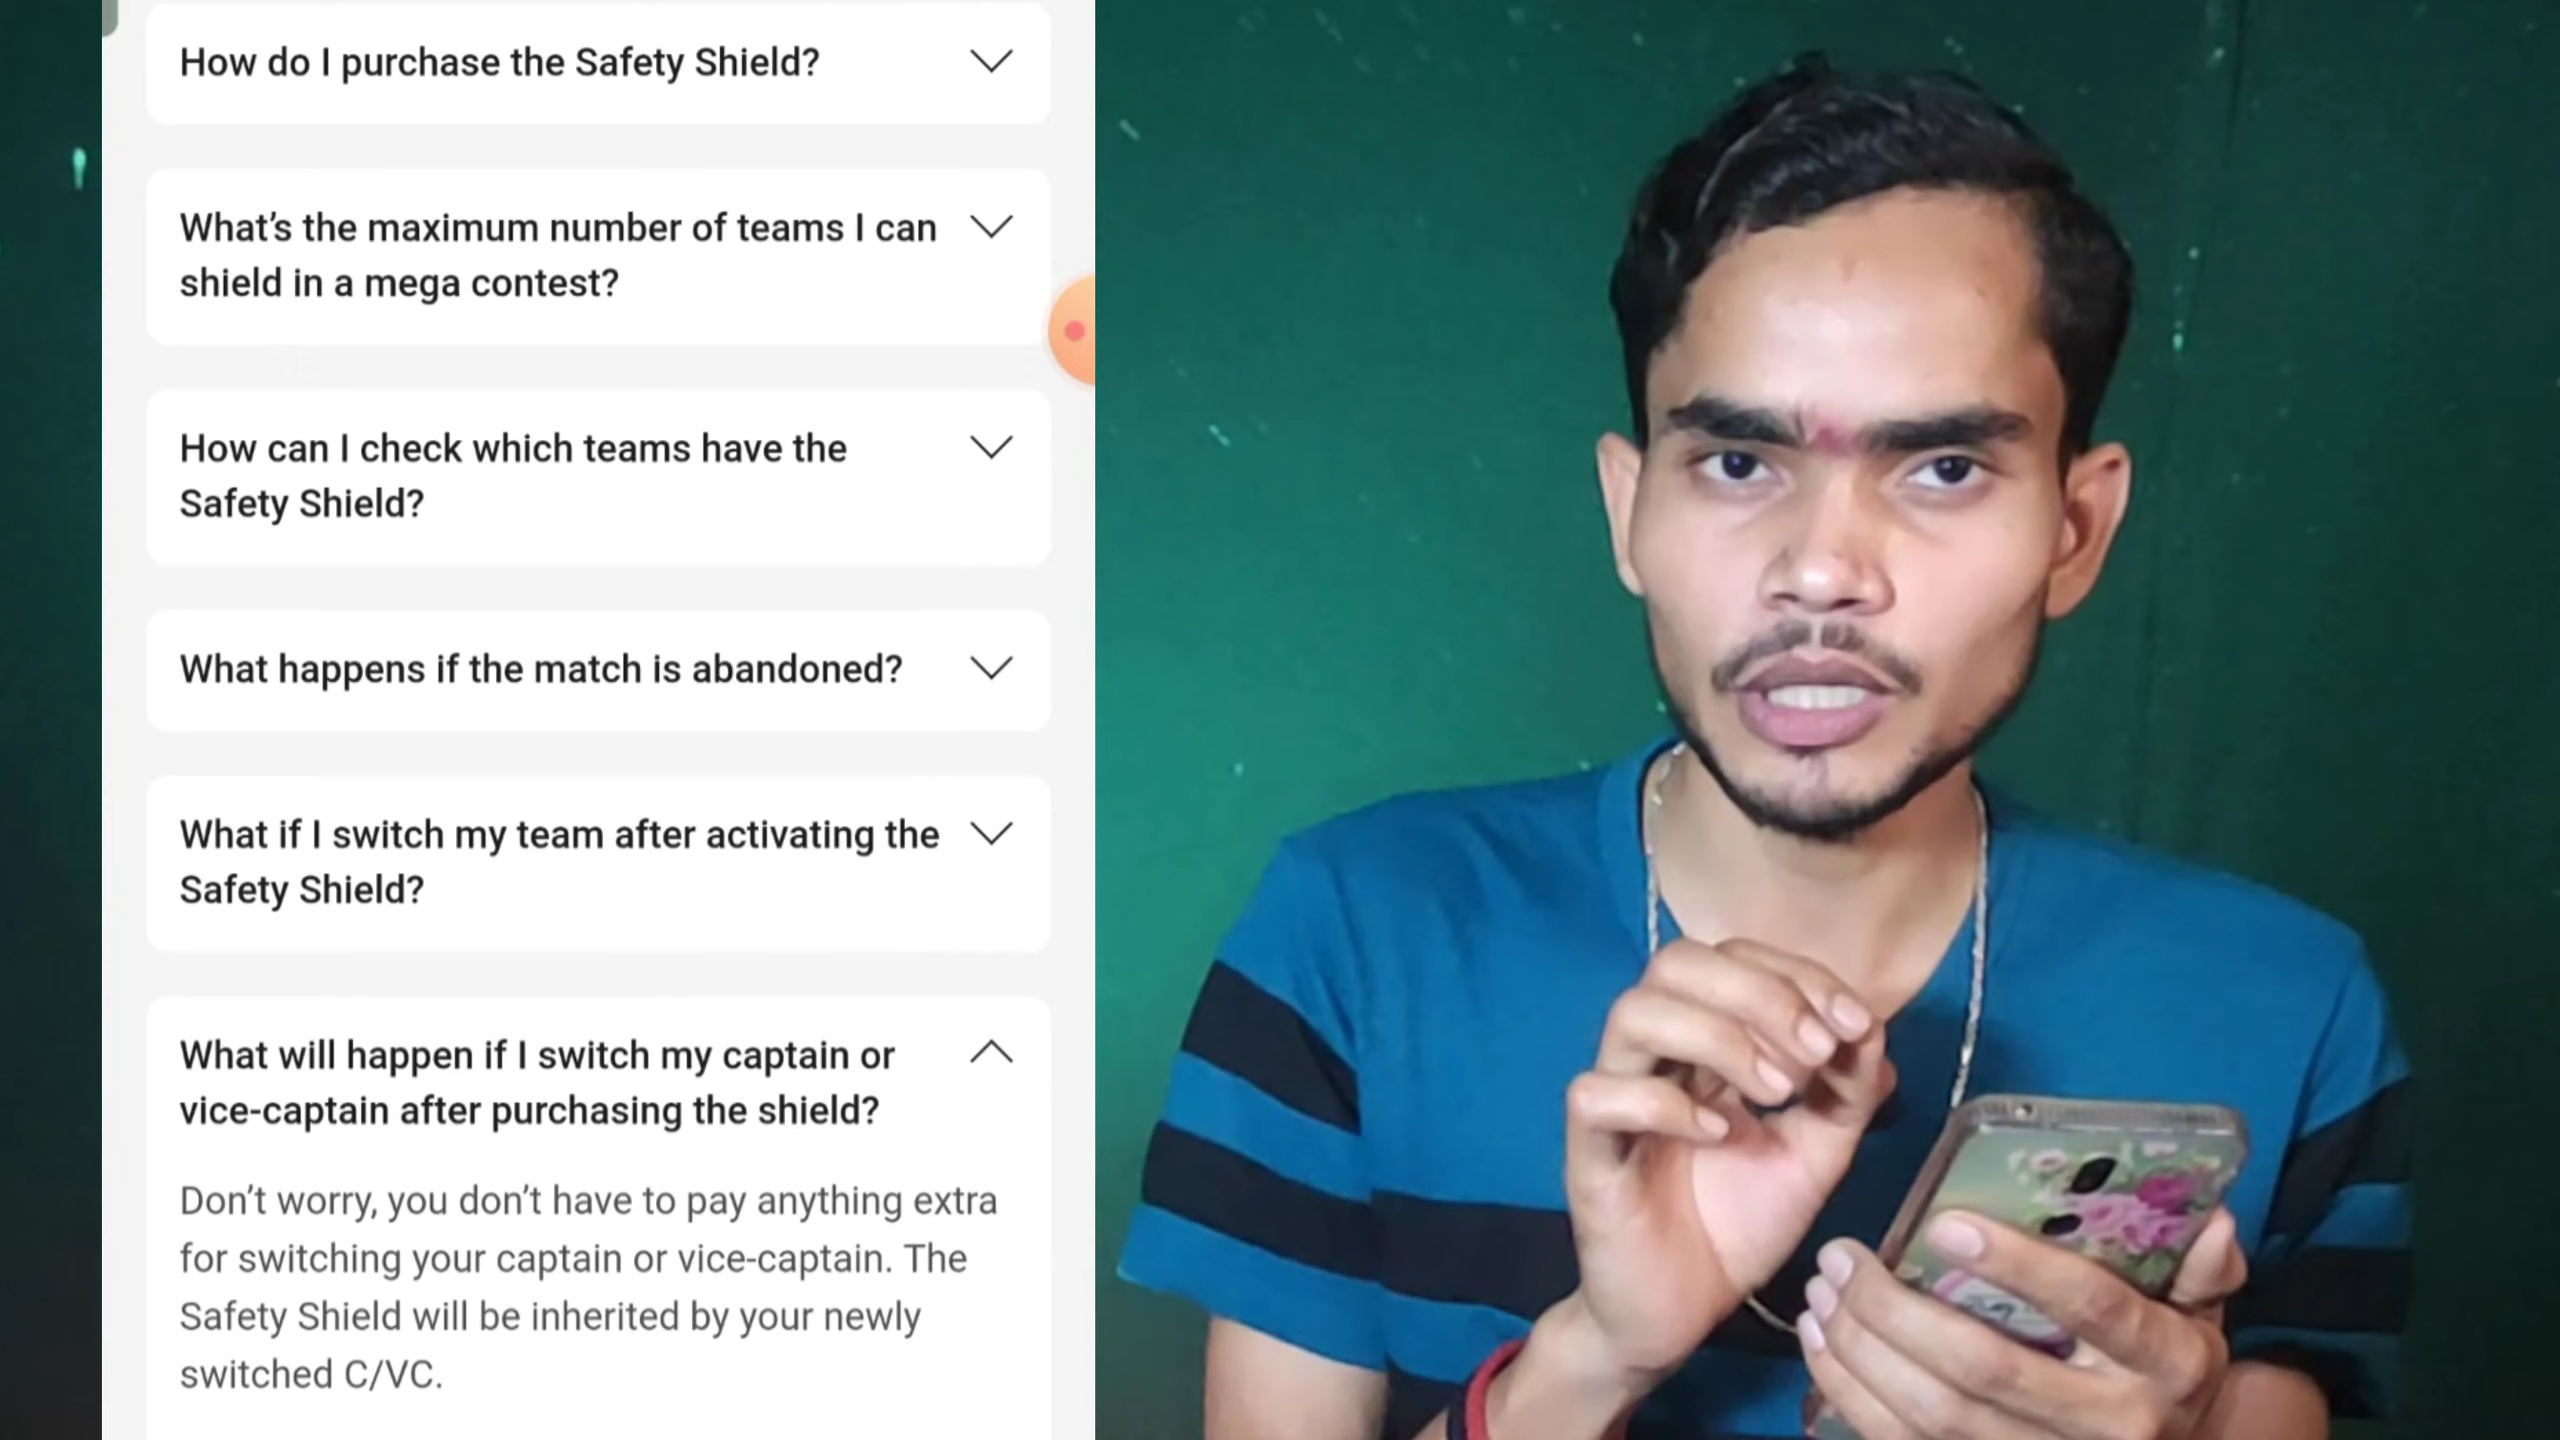 How do I purchase the Safety Shield?
What’s the maximum number of teams I can
shield in a mega contest?
How can I check which teams have the
Safety Shield?
What happens if the match is abandoned?
What if I switch my team after activating the
Safety Shield?
What will happen if I switch my captain or
vice-captain after purchasing the shield?
Don’t worry, you don’t have to pay anything extra
for switching your captain or vice-captain. The
Safety Shield will be inherited by your newly
switched C/VC.